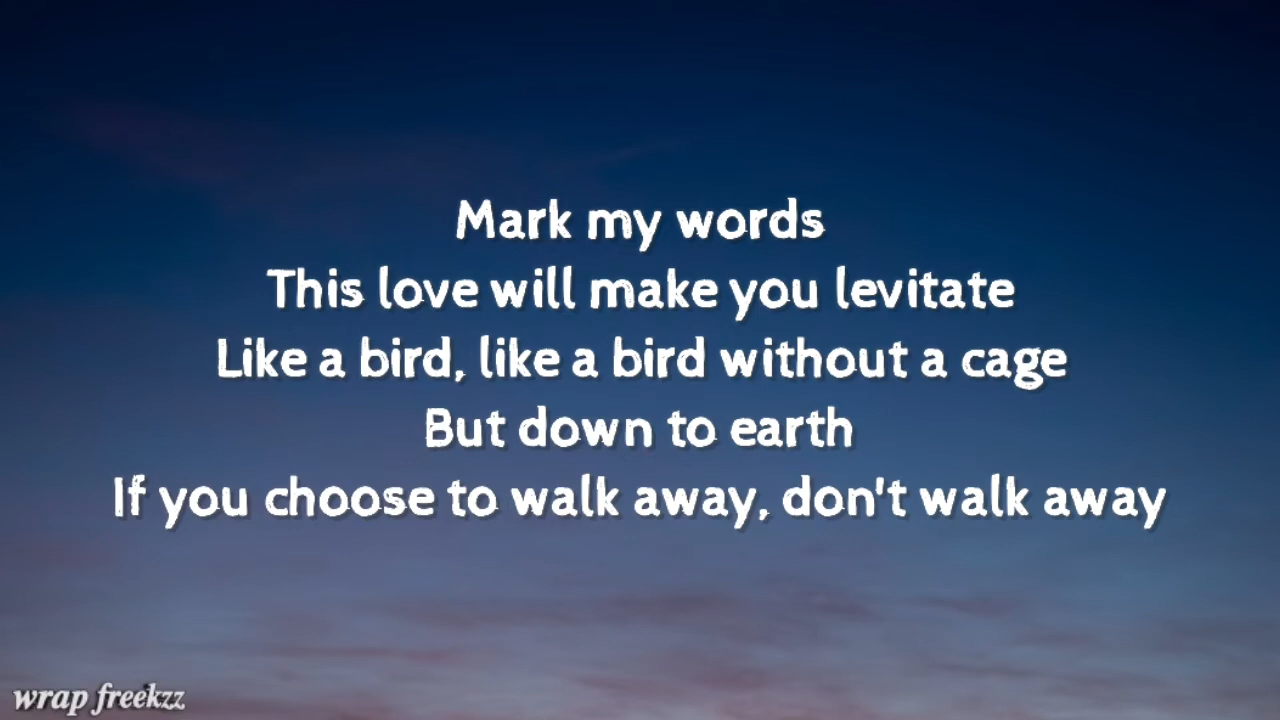 Mark my words
This love will make you levitate
Like a bird, like a bird without a cage
But down to earth
If you choose to walk away, don't walk away
wrap freekzz